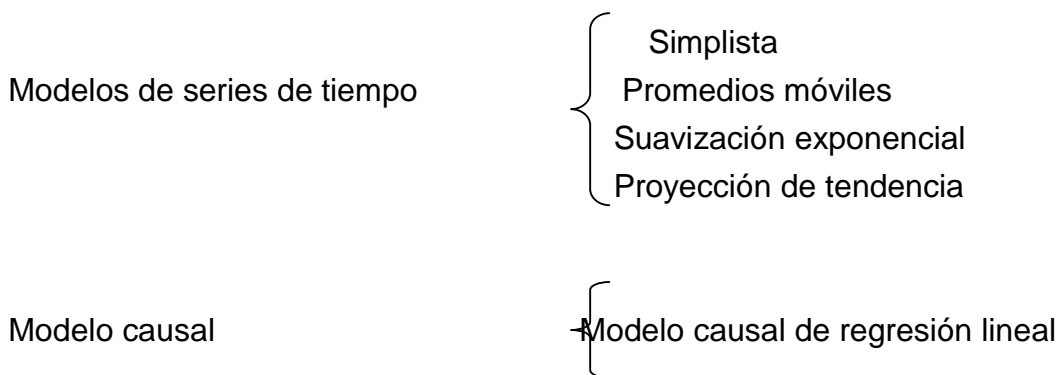 Simplista
Modelos de series de tiempo
Promedios móviles
Suavización exponencial
Proyección de tendencia
Modelo causal
Modelo causal de regresión lineal